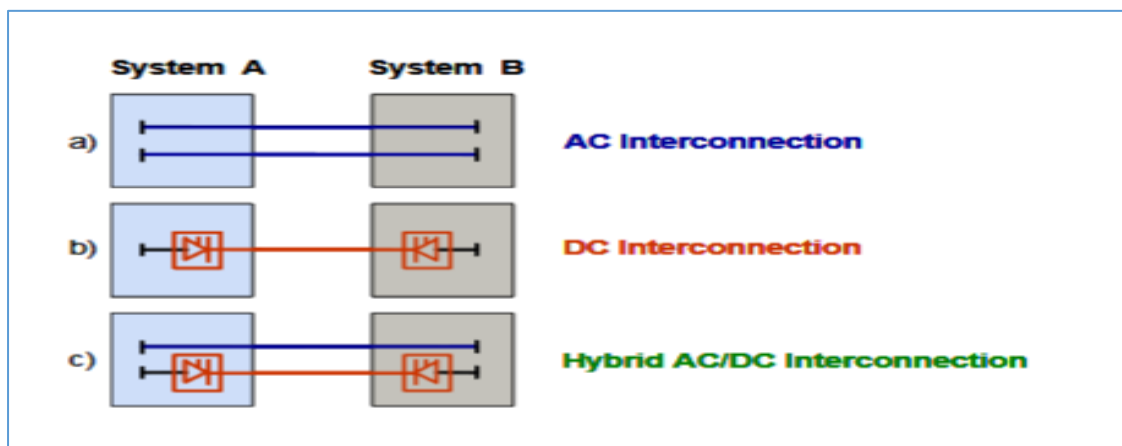 System A System B
a) AC Interconnection
b) DC Interconnection
c) Hybrid AC/DC Interconnection